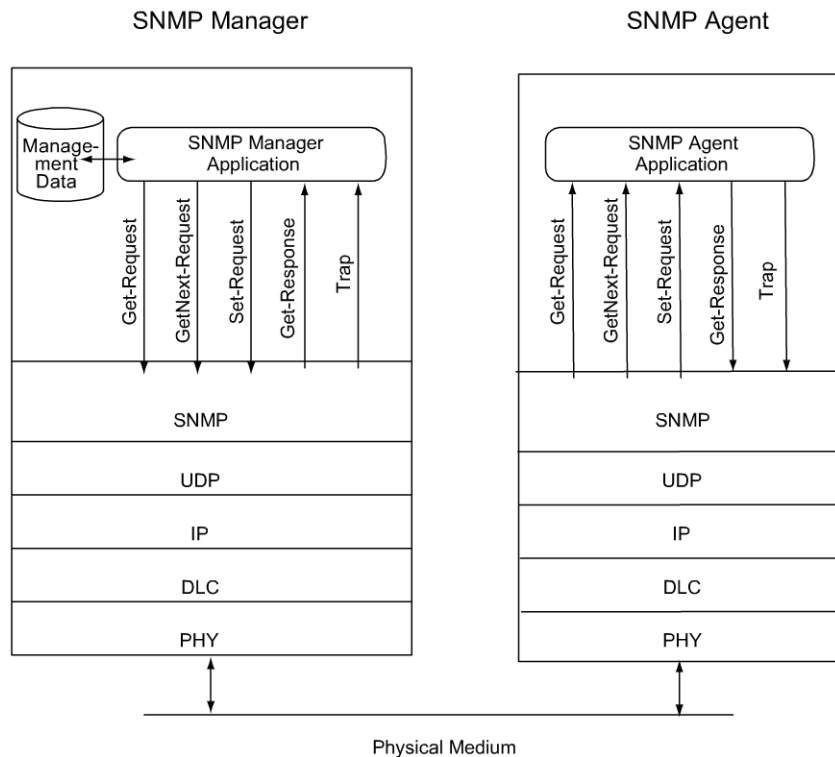 SNMP Manager
SNMP Agent
Manage-
ment
Data
SNMP Manager
Application
Get-Request
GetNext-Request
Set-Request
Get-Response
Trap
SNMP
UDP
IP
DLC
PHY
SNMP Agent
Application
Get-Request
GetNext-Request
Set-Request
Get-Response
Trap
SNMP
UDP
IP
DLC
PHY
Physical Medium